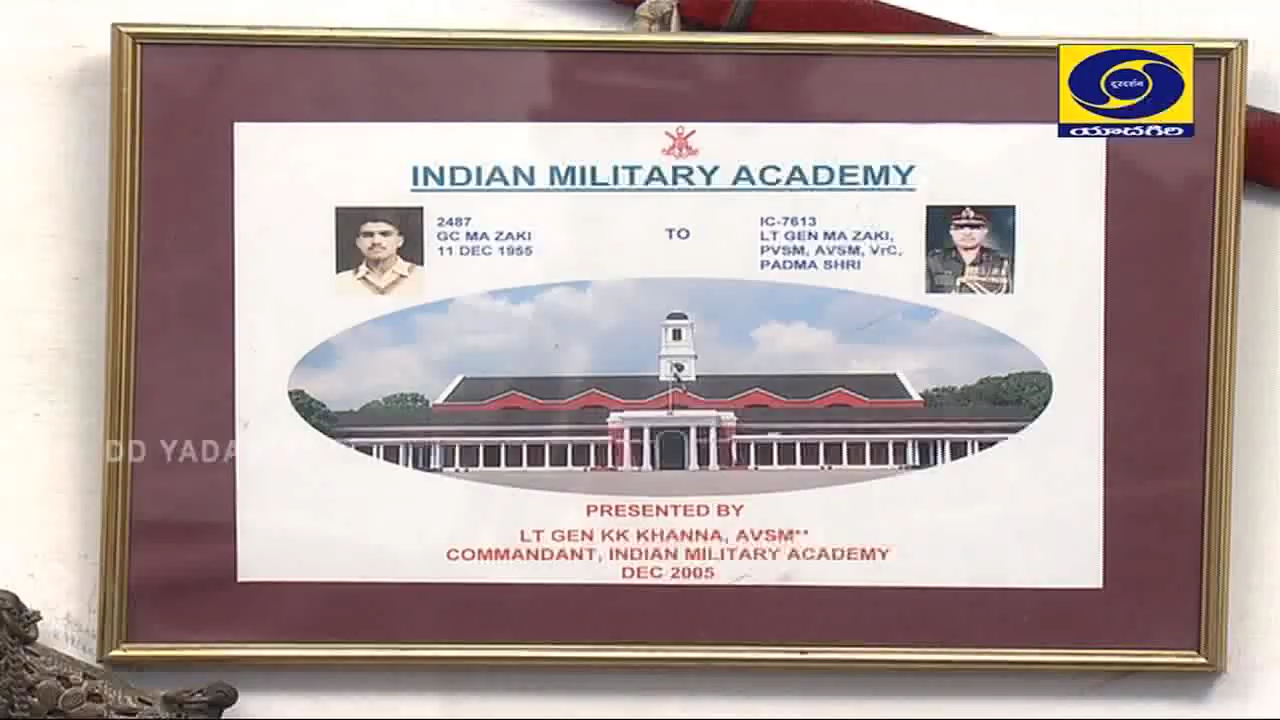 दूरदर्शन
యాదగిరి
INDIAN MILITARY ACADEMY
2487
GC MA ZAKI
11 DEC 1955
TO
IC-7613
LT GEN MA ZAKI,
PVSM, AVSM, VrC,
PADMA SHRI
DD YADA
PRESENTED BY
LT GEN KK KHANNA, AVSM**
COMMANDANT, INDIAN MILITARY ACADEMY
DEC 2005